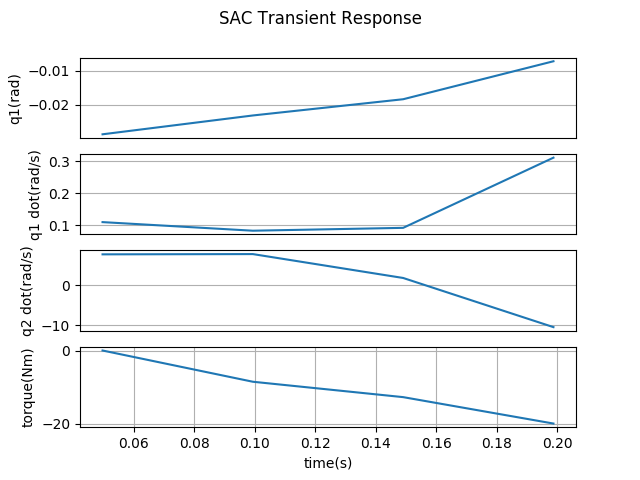 SAC Transient Response
q1(rad)
−0.01
−0.02
q1 dot(rad/s)
0.3
0.2
0.1
q2 dot(rad/s)
0
−10
torque(Nm)
0
−20
0.06 0.08 0.10 0.12 0.14 0.16 0.18 0.20
time(s)